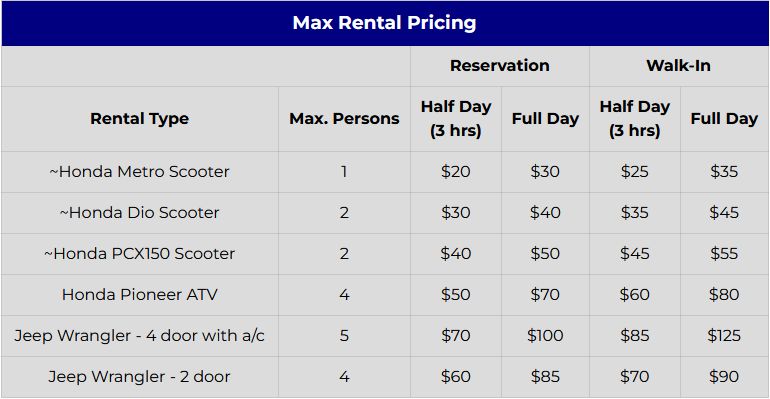 Max Rental Pricing
Reservation Walk-In
Rental Type Max. Persons Half Day (3 hrs) Full Day Half Day (3 hrs) Full Day
~Honda Metro Scooter 1 $20 $30 $25 $35
~Honda Dio Scooter 2 $30 $40 $35 $45
~Honda PCX150 Scooter 2 $40 $50 $45 $55
Honda Pioneer ATV 4 $50 $70 $60 $80
Jeep Wrangler - 4 door with a/c 5 $70 $100 $85 $125
Jeep Wrangler - 2 door 4 $60 $85 $70 $90